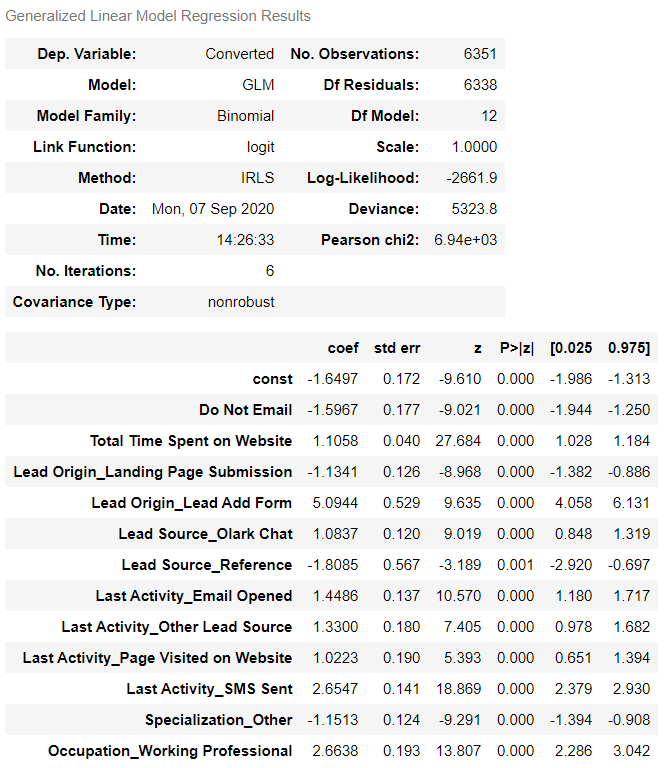 Generalized Linear Model Regression Results
Dep. Variable: Converted No. Observations: 6351
Model: GLM Df Residuals: 6338
Model Family: Binomial Df Model: 12
Link Function: logit Scale: 1.0000
Method: IRLS Log-Likelihood: -2661.9
Date: Mon, 07 Sep 2020 Deviance: 5323.8
Time: 14:26:33 Pearson chi2: 6.94e+03
No. Iterations: 6
Covariance Type: nonrobust
coef std err z P>|z| [0.025 0.975]
const -1.6497 0.172 -9.610 0.000 -1.986 -1.313
Do Not Email -1.5967 0.177 -9.021 0.000 -1.944 -1.250
Total Time Spent on Website 1.1058 0.040 27.684 0.000 1.028 1.184
Lead Origin_Landing Page Submission -1.1341 0.126 -8.968 0.000 -1.382 -0.886
Lead Origin_Lead Add Form 5.0944 0.529 9.635 0.000 4.058 6.131
Lead Source_Olark Chat 1.0837 0.120 9.019 0.000 0.848 1.319
Lead Source_Reference -1.8085 0.567 -3.189 0.001 -2.920 -0.697
Last Activity_Email Opened 1.4486 0.137 10.570 0.000 1.180 1.717
Last Activity_Other Lead Source 1.3300 0.180 7.405 0.000 0.978 1.682
Last Activity_Page Visited on Website 1.0223 0.190 5.393 0.000 0.651 1.394
Last Activity_SMS Sent 2.6547 0.141 18.869 0.000 2.379 2.930
Specialization_Other -1.1513 0.124 -9.291 0.000 -1.394 -0.908
Occupation_Working Professional 2.6638 0.193 13.807 0.000 2.286 3.042